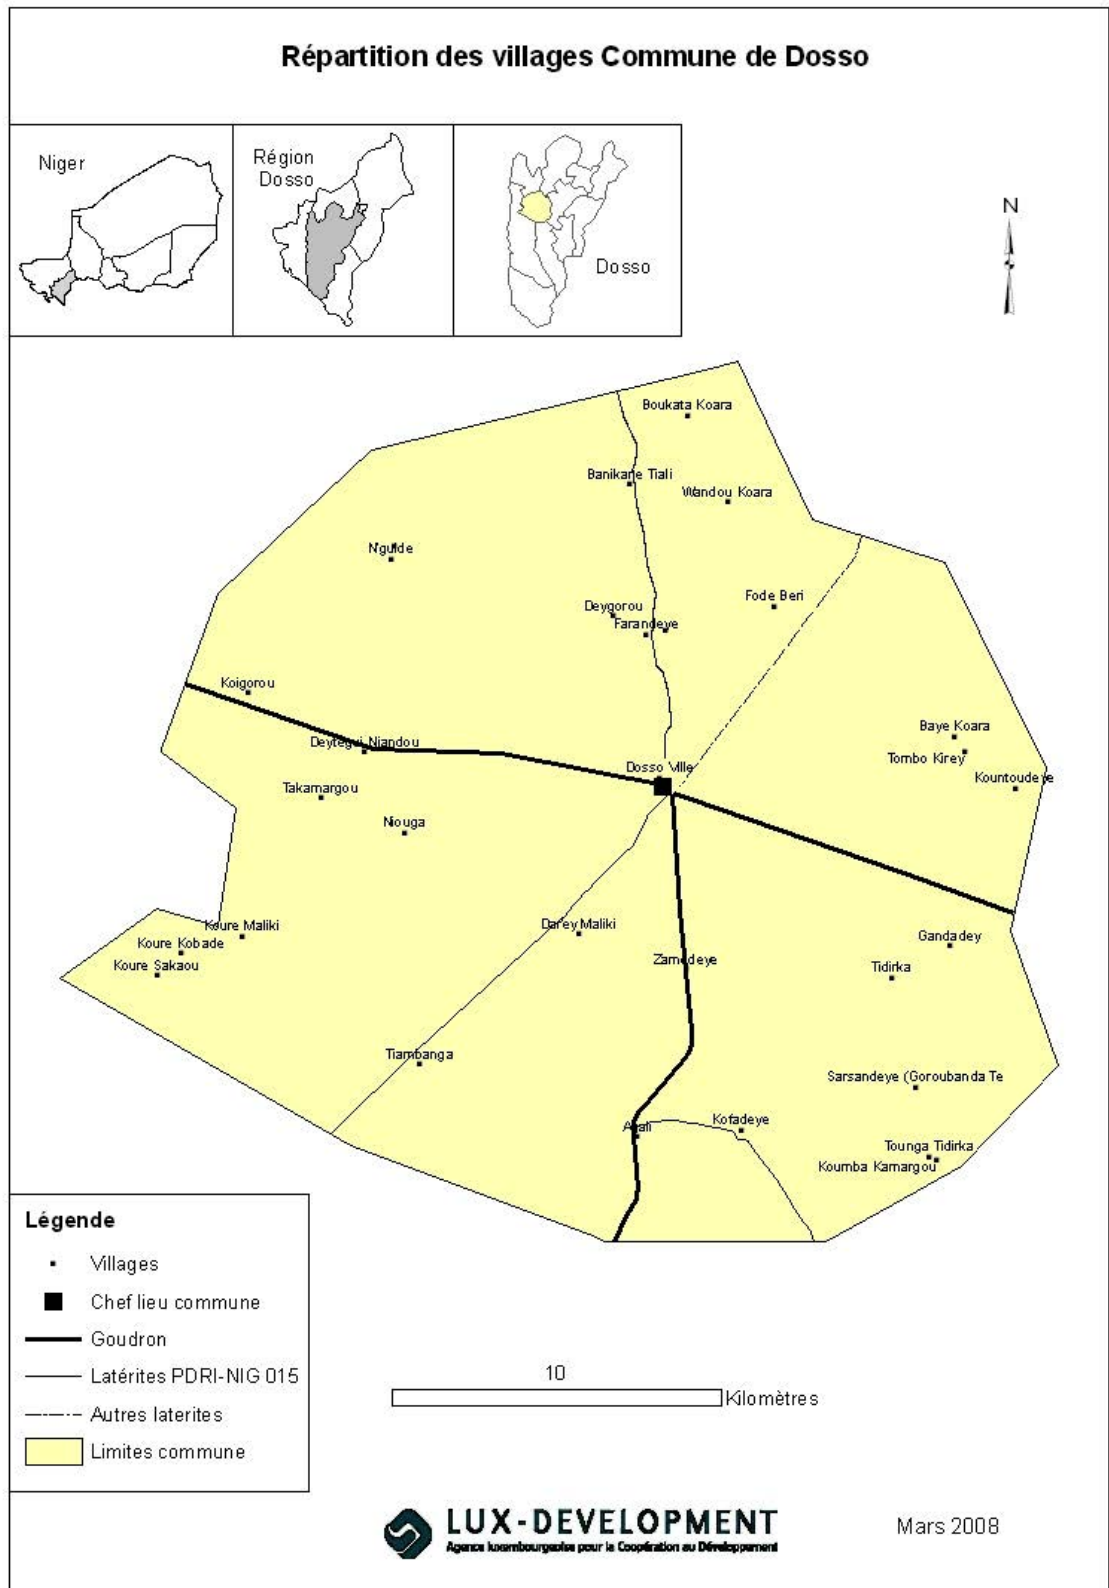 Répartition des villages Commune de Dosso
Niger
Région
Dosso
Dosso
N
Boukata Koara
Banikane Tiali
Wandou Koara
N'guide
Fode Beri
Deygorou
Farandeye
Koigorou
Baye Koara
Deytegui Niandou
Tombo Kirey
Dosso Ville
Kountoudeye
Takamargou
Niouga
Koure Maliki
Darey Maliki
Gandadey
Koure Kobade
Zamodeye
Koure Sakaou
Tidirka
Tiambanga
Sarsandeye (Goroubanda Te
Kofadeye
Tounga Tidirka
Koumba Kamargou
Légende
Villages
Chef lieu commune
Goudron
Latérites PDRI-NIG 015
Autres laterites
Limites commune
10
Kilomètres
LUX-DEVELOPMENT
Agence luxembourgeoise pour la Coopération au Développement
Mars 2008